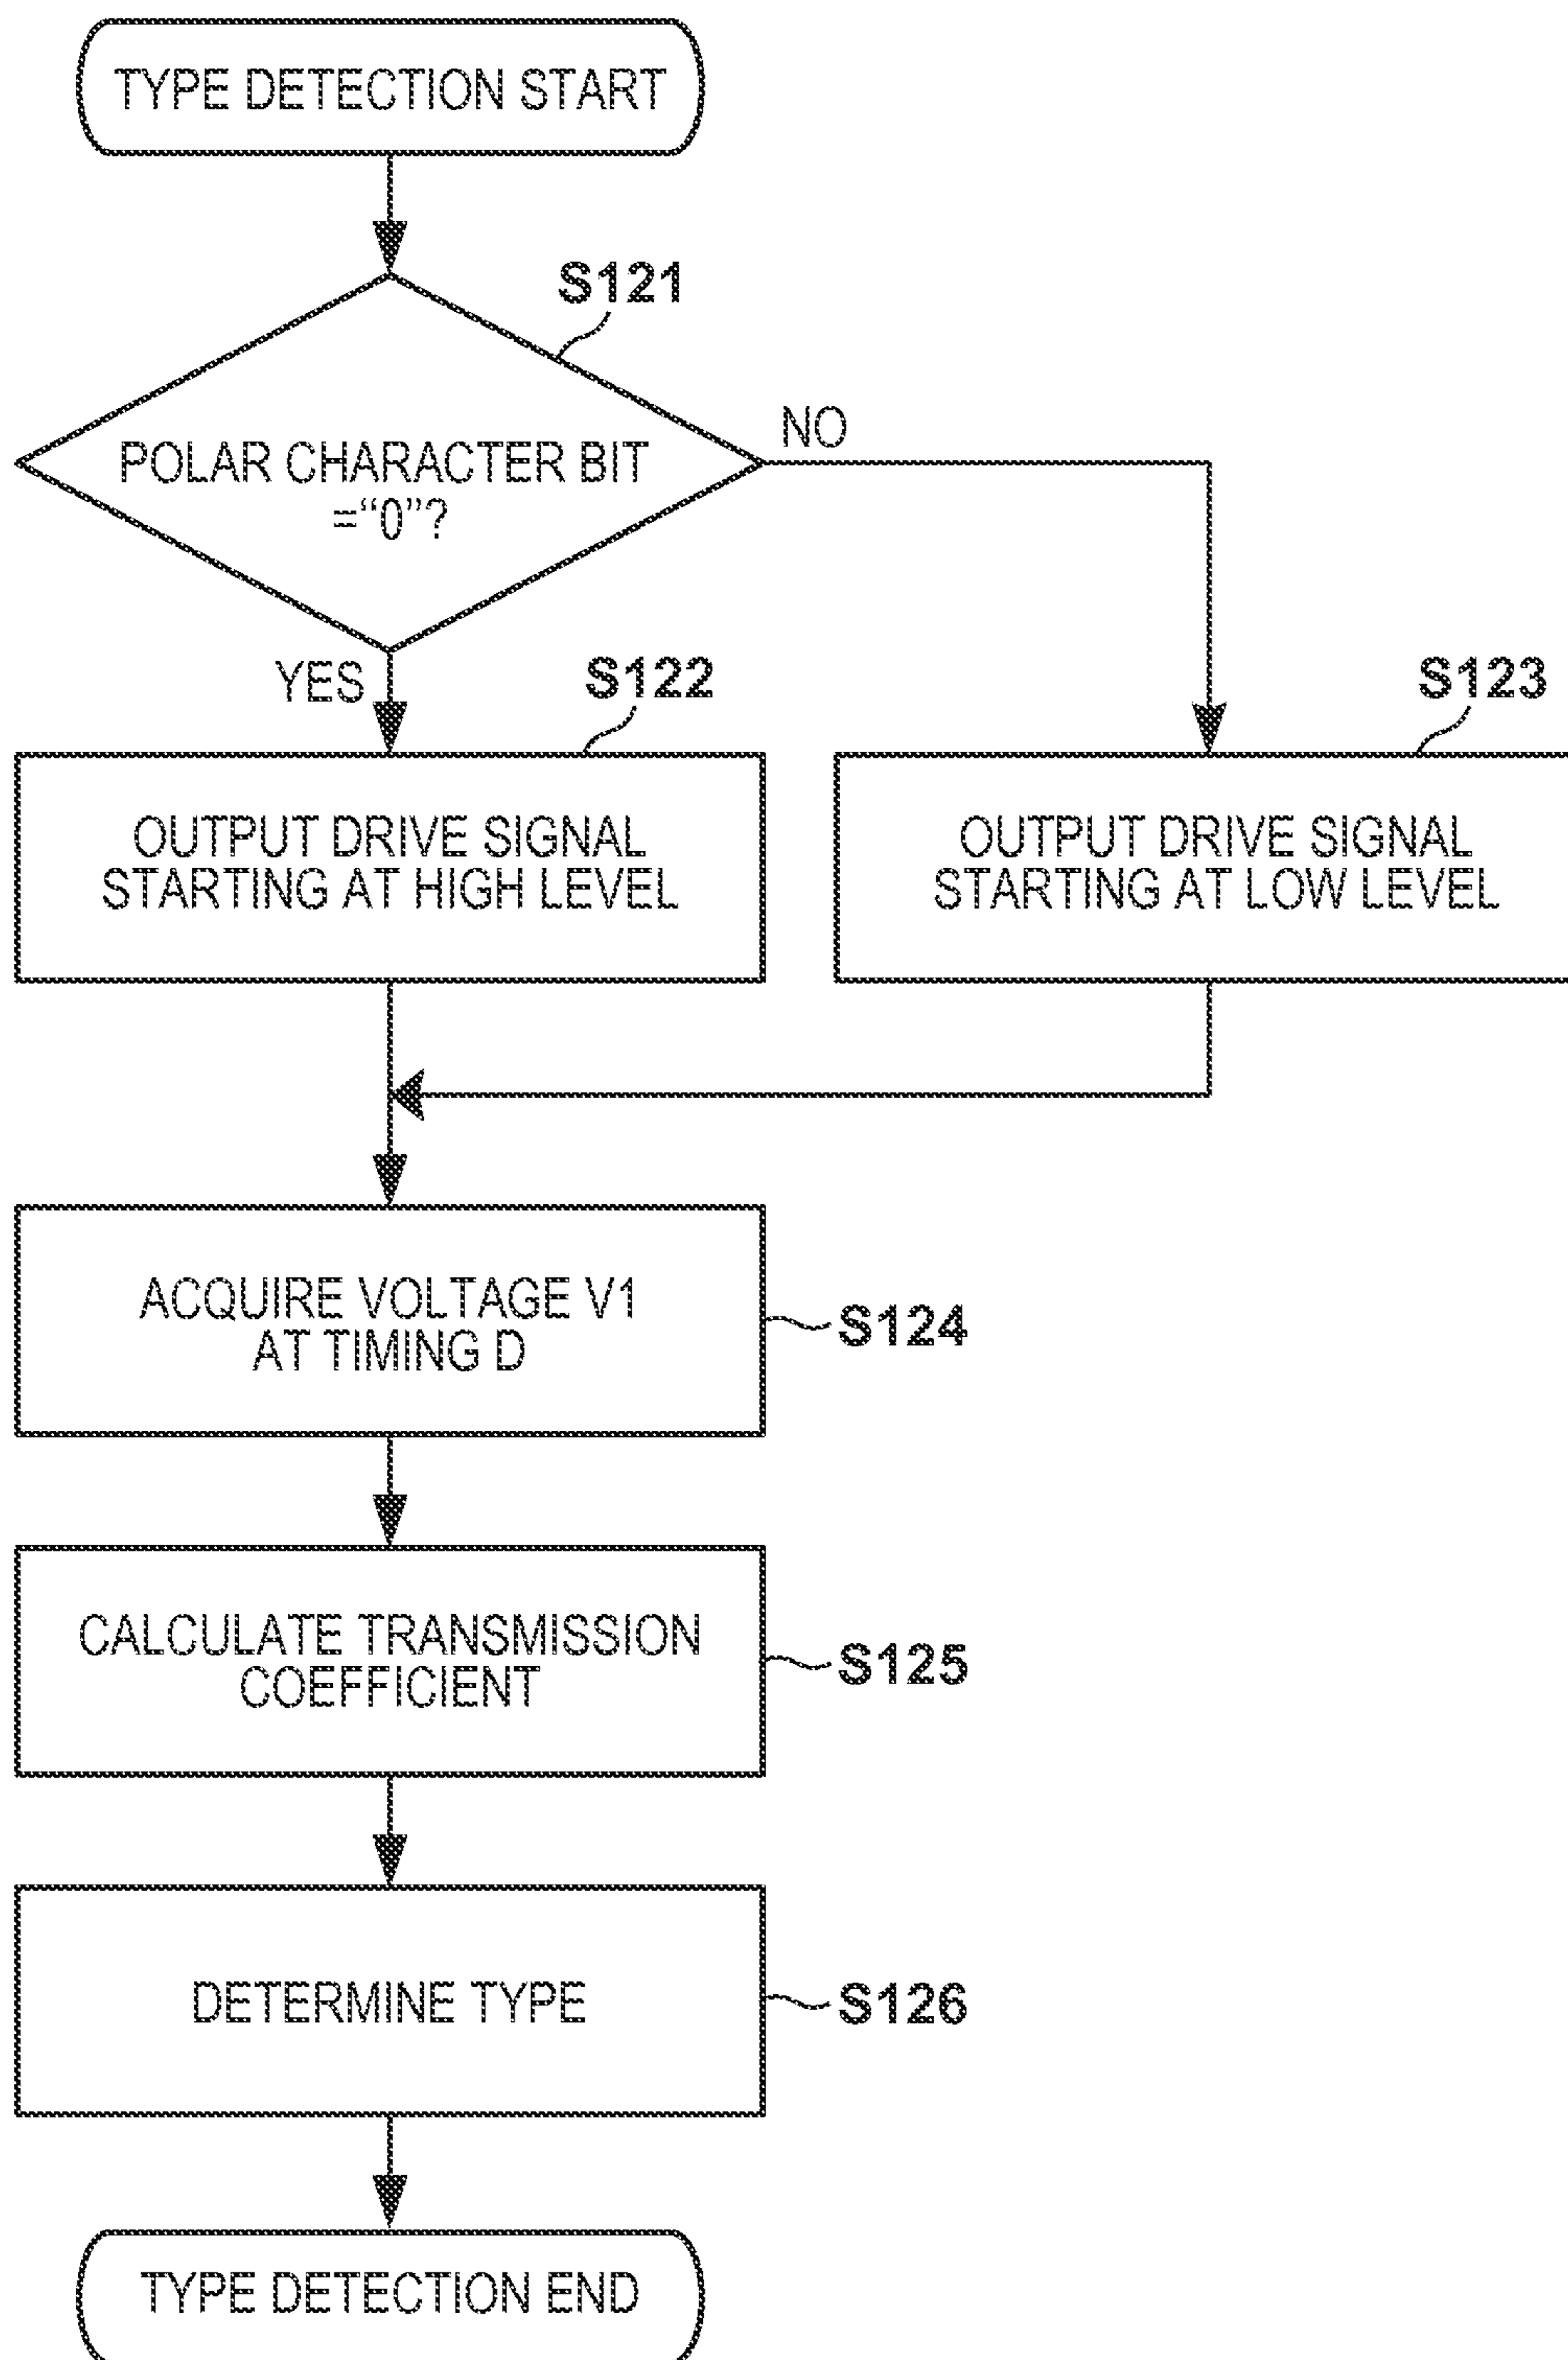 TYPE DETECTION START
S121
POLAR CHARACTER BIT
="0"?
NO
YES
S122
S123
OUTPUT DRIVE SIGNAL
STARTING AT HIGH LEVEL
OUTPUT DRIVE SIGNAL
STARTING AT LOW LEVEL
ACQUIRE VOLTAGE V1
AT TIMING D
S124
CALCULATE TRANSMISSION
COEFFICIENT
S125
DETERMINE TYPE
S126
TYPE DETECTION END